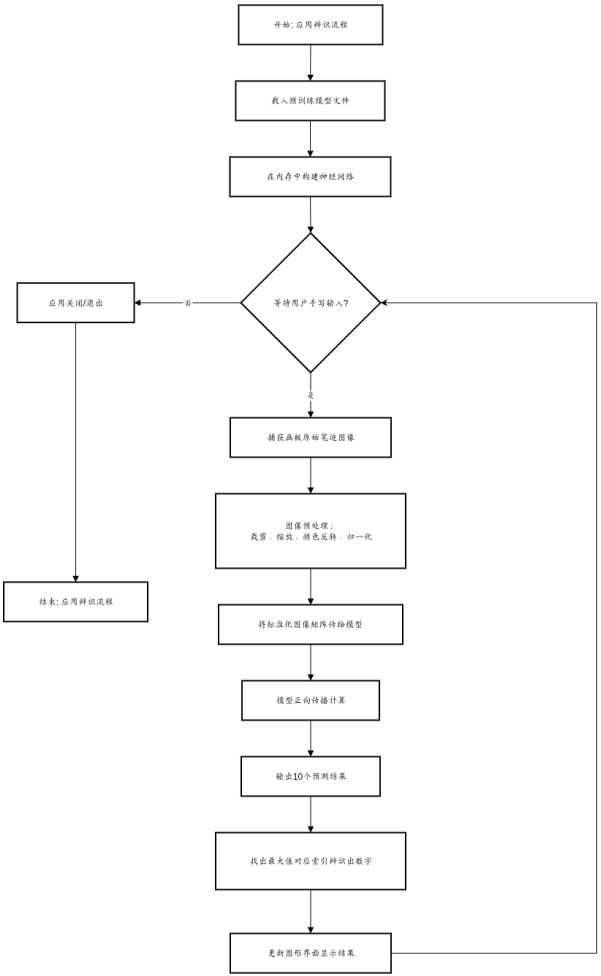 开始: 应用辨识流程
载入预训练模型文件
在内存中构建神经网络
等待用户手写输入?
否
应用关闭/退出
是
捕获画板原始笔迹图像
图像预处理:
裁剪、缩放、颜色反转、归一化
将标准化图像矩阵传给模型
结束: 应用辨识流程
模型正向传播计算
输出10个预测结果
找出最大值对应索引辨识出数字
更新图形界面显示结果